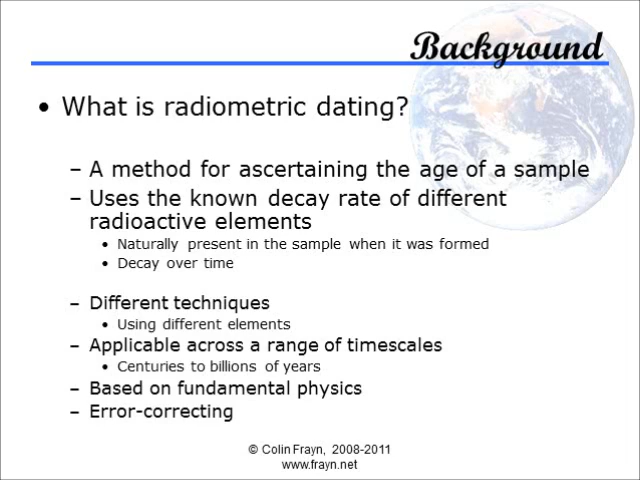 Background
• What is radiometric dating?
– A method for ascertaining the age of a sample
– Uses the known decay rate of different
radioactive elements
• Naturally present in the sample when it was formed
• Decay over time
– Different techniques
• Using different elements
– Applicable across a range of timescales
• Centuries to billions of years
– Based on fundamental physics
– Error-correcting
© Colin Frayn, 2008-2011
www.frayn.net